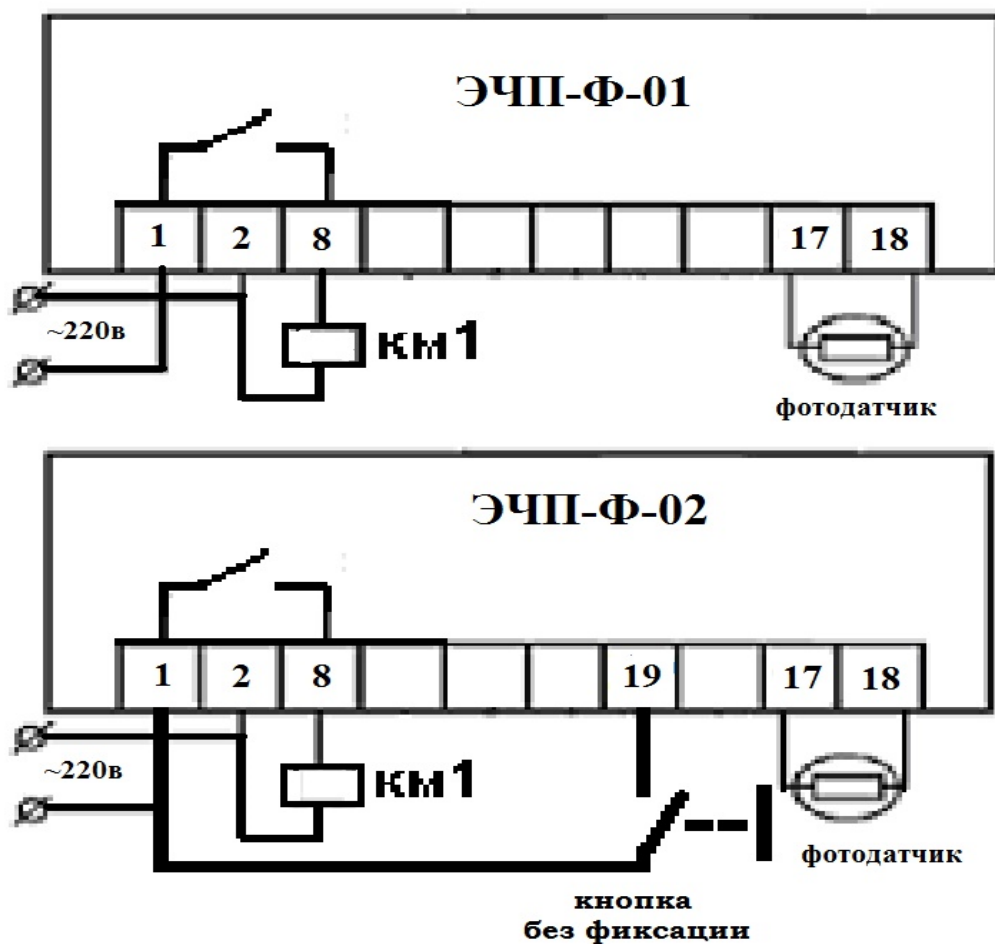 ЭЧП-Ф-01
1 2 8 17 18
~220в
КМ1
фотодатчик
ЭЧП-Ф-02
1 2 8 19 17 18
~220в
КМ1
фотодатчик
кнопка
без фиксации